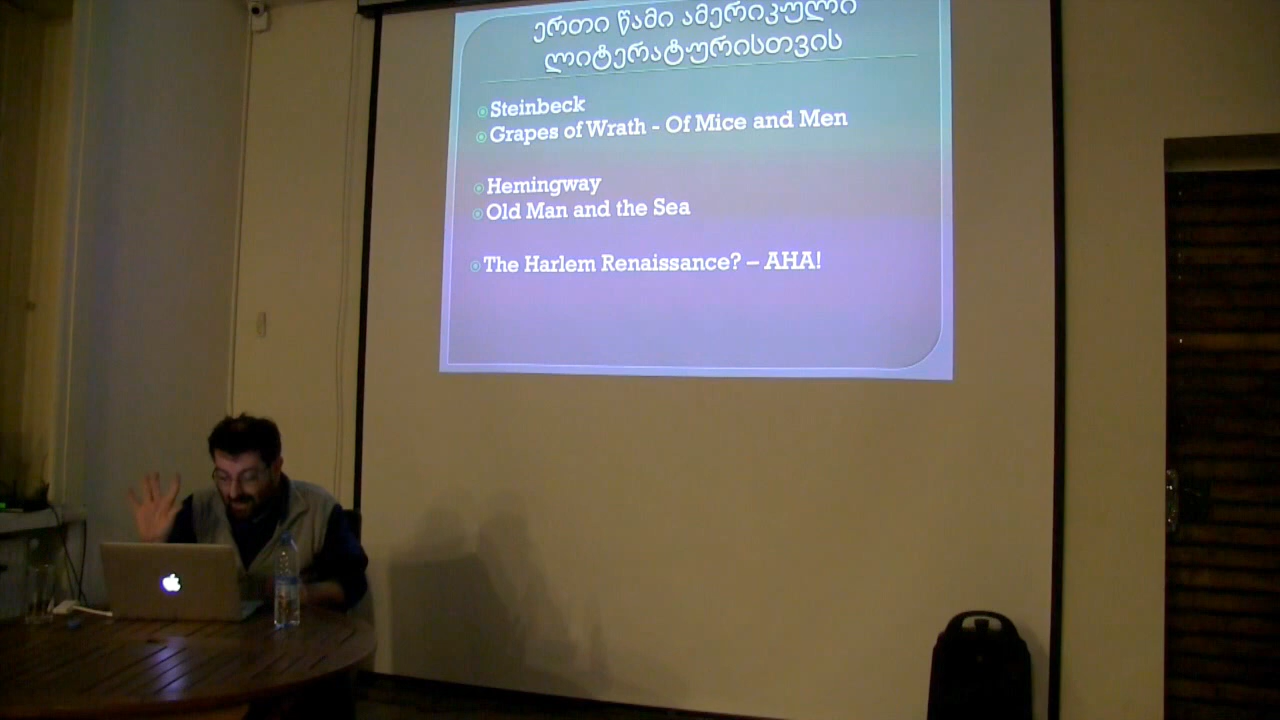 ერთი წამი ამერიკული
ლიტერატურისთვის
Steinbeck
Grapes of Wrath - Of Mice and Men
Hemingway
Old Man and the Sea
The Harlem Renaissance? – AHA!